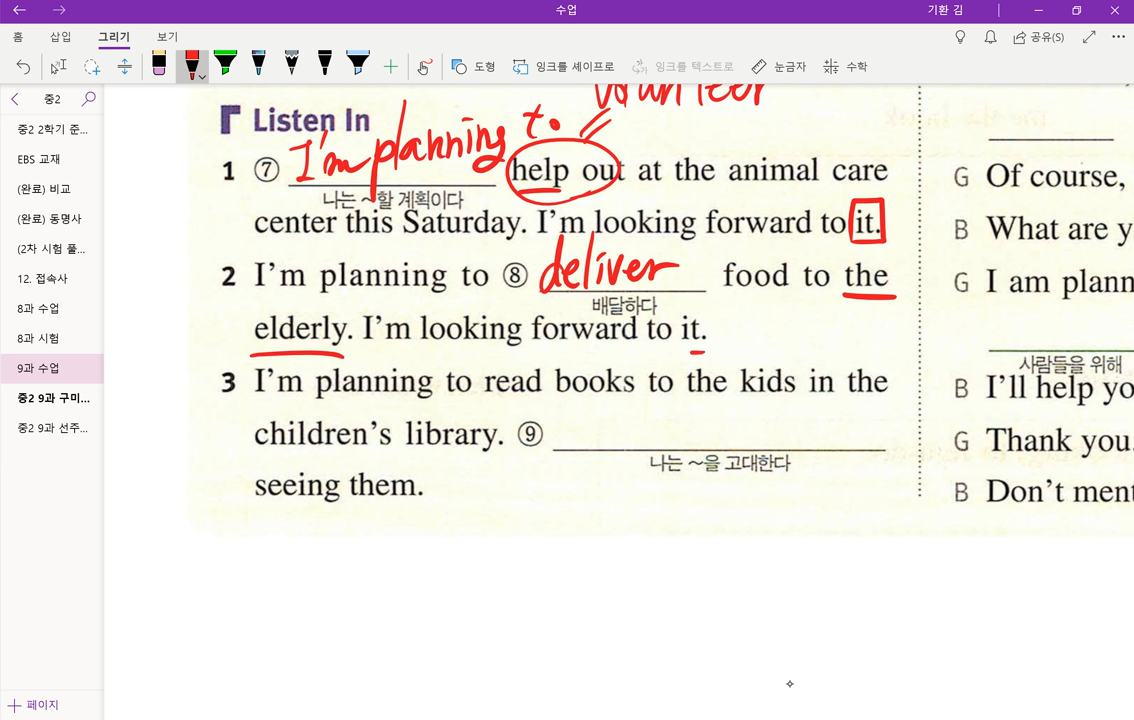 수업
기환 김
홈 삽입 그리기 보기
공유(S)
도형 잉크를 셰이프로 잉크를 텍스트로 눈금자 수학
중2
중2 2학기 준...
EBS 교재
(완료) 비교
(완료) 동명사
(2차 시험 풀...
12. 접속사
8과 수업
8과 시험
9과 수업
중2 9과 구미...
중2 9과 선주...
페이지
volunteer
Listen In
1 ⑦ I'm planning to help out at the animal care
나는 ~할 계획이다
center this Saturday. I'm looking forward to it.
2 I'm planning to ⑧ deliver food to the
배달하다
elderly. I'm looking forward to it.
3 I'm planning to read books to the kids in the
children's library. ⑨
나는 ~을 고대한다
seeing them.
G Of course,
B What are y
G I am plann
사람들을 위해
B I'll help yo
G Thank you.
B Don't ment